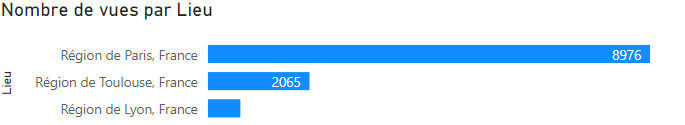 Nombre de vues par Lieu
Lieu
Région de Paris, France
8976
Région de Toulouse, France
2065
Région de Lyon, France